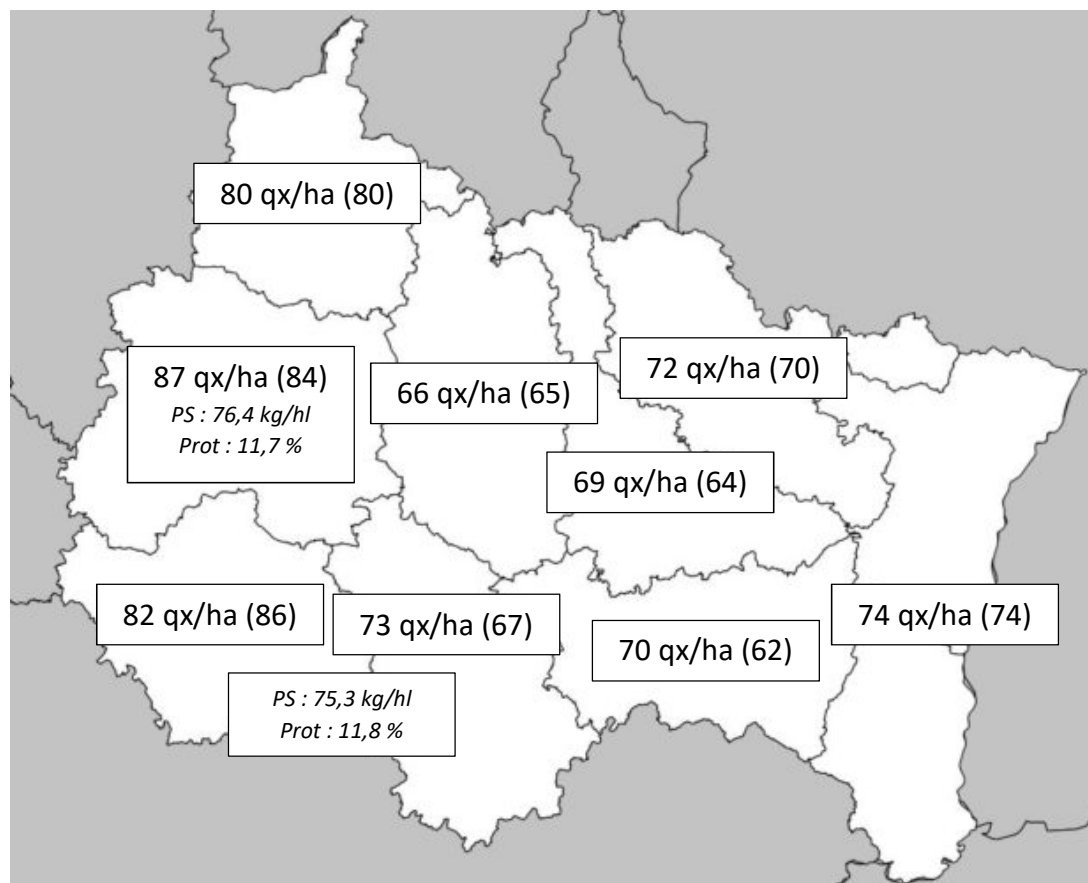 80 qx/ha (80)
87 qx/ha (84)
PS : 76,4 kg/hl
Prot : 11,7 %
66 qx/ha (65)
72 qx/ha (70)
69 qx/ha (64)
82 qx/ha (86)
73 qx/ha (67)
70 qx/ha (62)
74 qx/ha (74)
PS : 75,3 kg/hl
Prot : 11,8 %